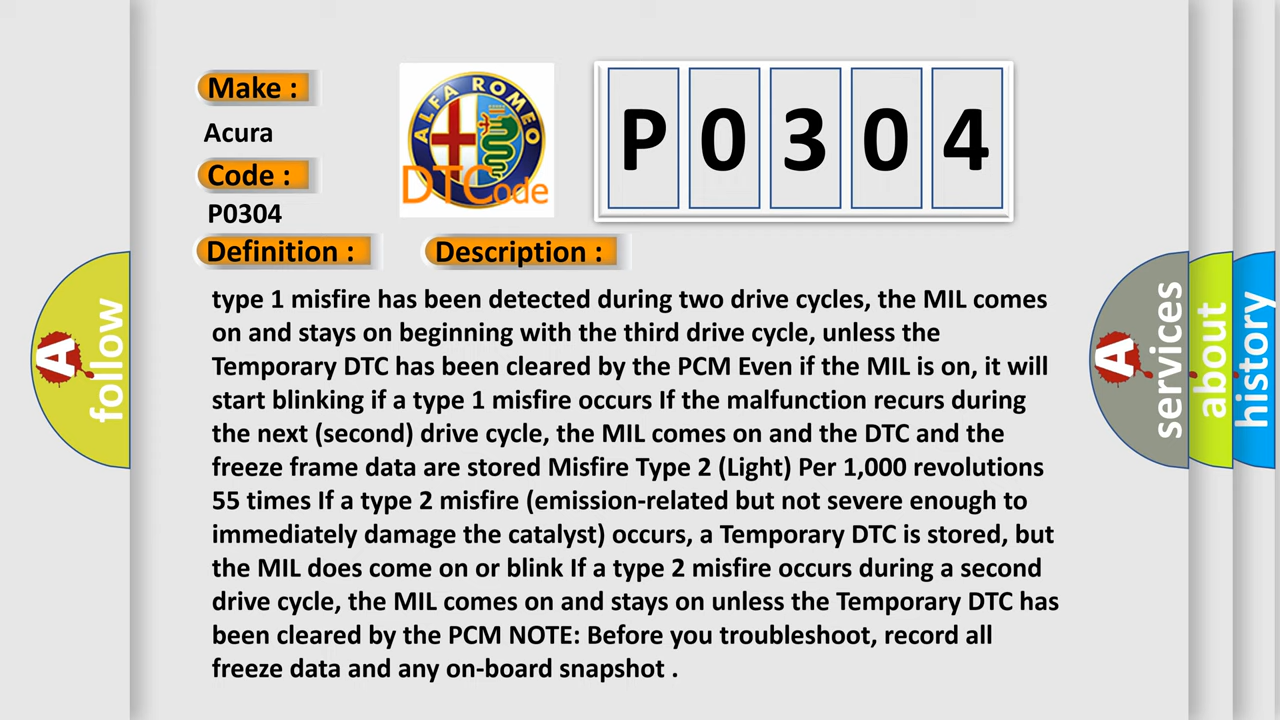 Make :
Acura
Code :
P0304
ALFA ROMEO
DTCode
P0304
Definition :
Description :
type 1 misfire has been detected during two drive cycles, the MIL comes
on and stays on beginning with the third drive cycle, unless the
Temporary DTC has been cleared by the PCM Even if the MIL is on, it will
start blinking if a type 1 misfire occurs If the malfunction recurs during
the next (second) drive cycle, the MIL comes on and the DTC and the
freeze frame data are stored Misfire Type 2 (Light) Per 1,000 revolutions
55 times If a type 2 misfire (emission-related but not severe enough to
immediately damage the catalyst) occurs, a Temporary DTC is stored, but
the MIL does come on or blink If a type 2 misfire occurs during a second
drive cycle, the MIL comes on and stays on unless the Temporary DTC has
been cleared by the PCM NOTE: Before you troubleshoot, record all
freeze data and any on-board snapshot .
A
follow
A
services
about
history